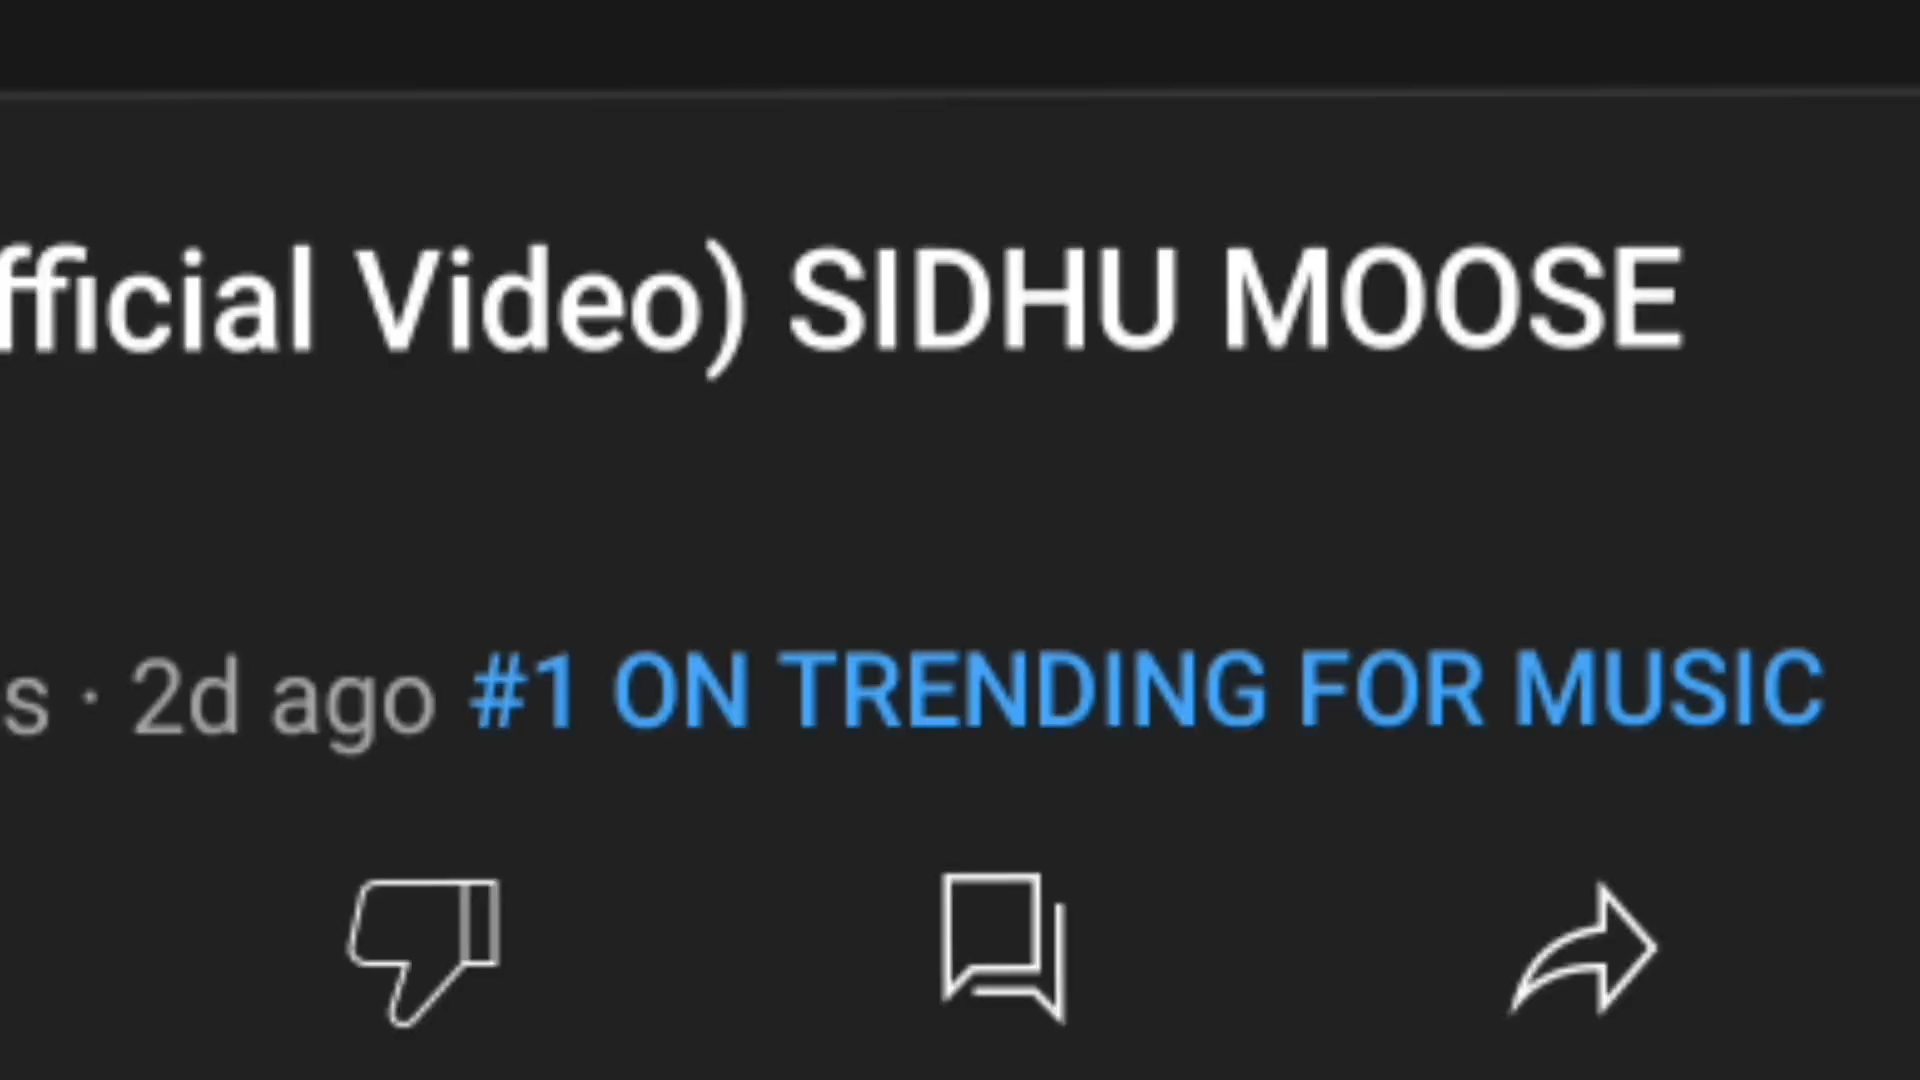 fficial Video) SIDHU MOOSE
s · 2d ago #1 ON TRENDING FOR MUSIC